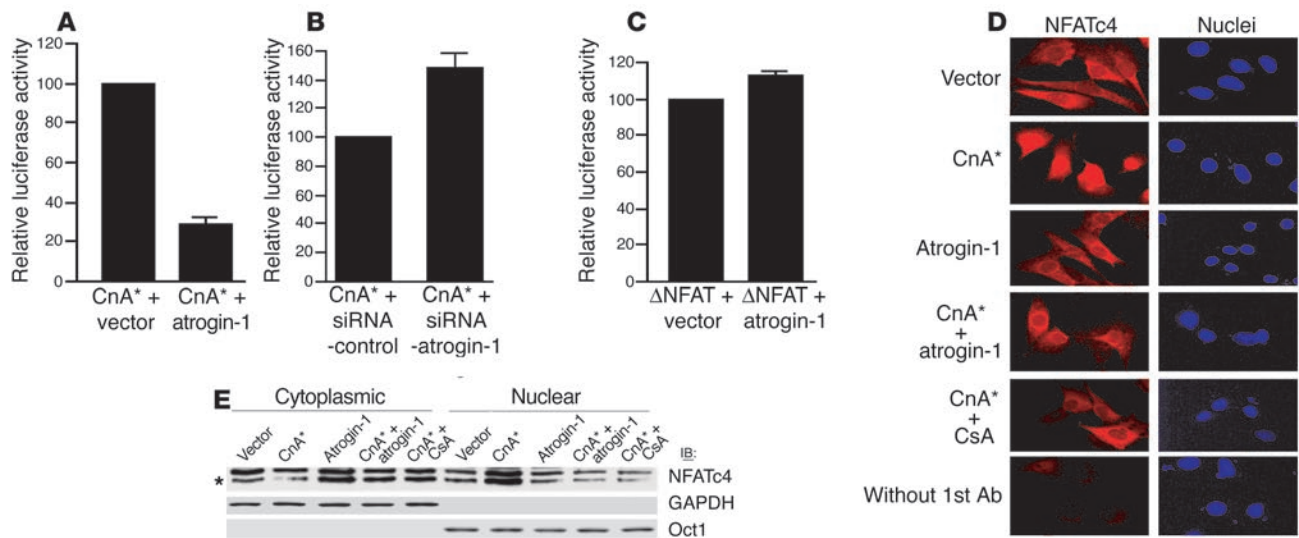 A
Relative luciferase activity
120
100
80
60
40
20
0
CnA* +
vector
CnA* +
atrogin-1
B
Relative luciferase activity
160
140
120
100
80
60
40
20
0
CnA* +
siRNA
-control
CnA* +
siRNA
-atrogin-1
C
Relative luciferase activity
120
100
80
60
40
20
0
ΔNFAT +
vector
ΔNFAT +
atrogin-1
D
NFATc4
Nuclei
Vector
CnA*
Atrogin-1
CnA*
+
atrogin-1
CnA*
+
CsA
Without 1st Ab
E
Cytoplasmic
Nuclear
Vector
CnA*
Atrogin-1
CnA* +
atrogin-1
CnA* +
CsA
Vector
CnA*
Atrogin-1
CnA* +
atrogin-1
CnA* +
CsA
IB:
NFATc4
*
GAPDH
Oct1